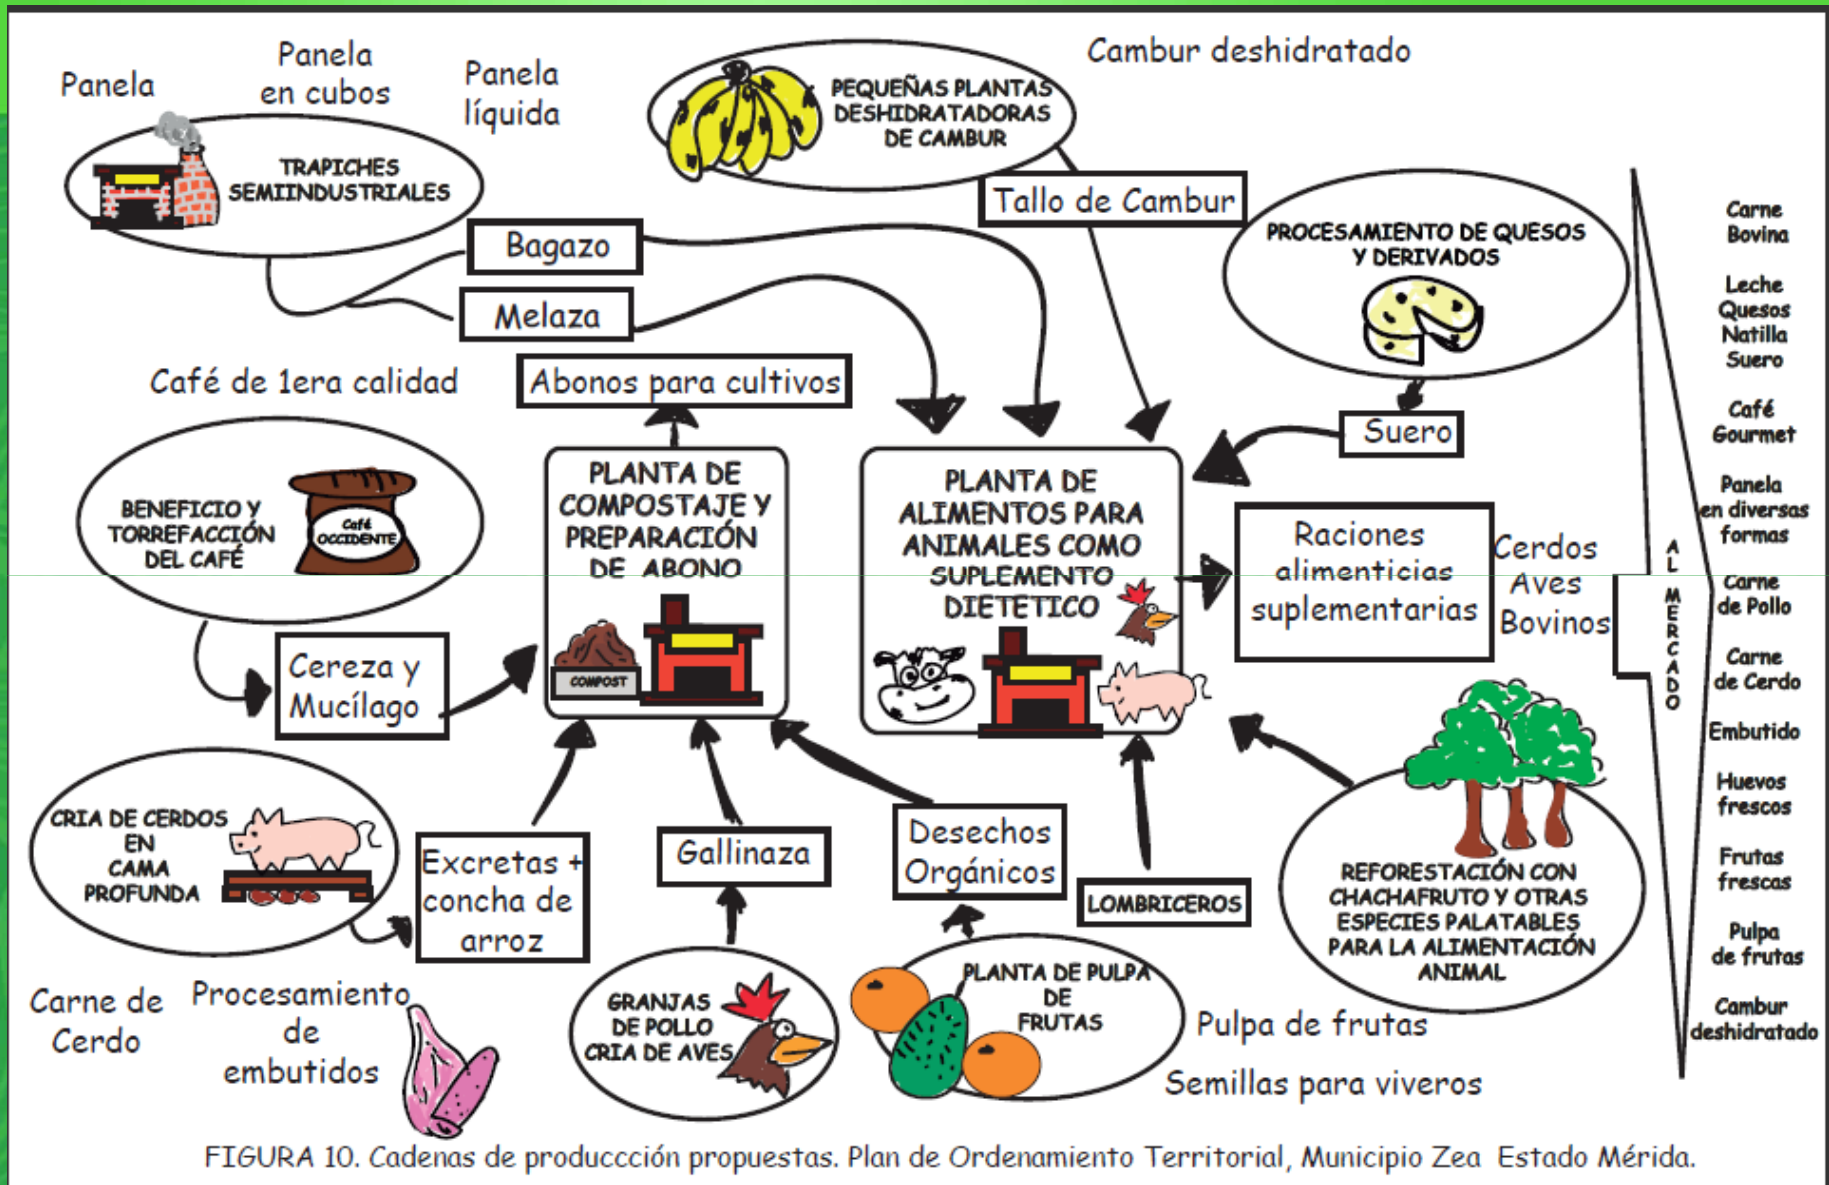 Panela
Panela
en cubos
Panela
líquida
TRAPICHES
SEMIINDUSTRIALES
PEQUEÑAS PLANTAS
DESHIDRATADORAS
DE CAMBUR
Cambur deshidratado
Tallo de Cambur
Bagazo
Melaza
PROCESAMIENTO DE QUESOS
Y DERIVADOS
Suero
Café de 1era calidad
Abonos para cultivos
BENEFICIO Y
TORREFACCIÓN
DEL CAFÉ
Café
OCCIDENTE
PLANTA DE
COMPOSTAJE Y
PREPARACIÓN
DE ABONO
COMPOST
PLANTA DE
ALIMENTOS PARA
ANIMALES COMO
SUPLEMENTO
DIETETICO
Raciones
alimenticias
suplementarias
Cerdos
Aves
Bovinos
Cereza y
Mucílago
CRIA DE CERDOS
EN
CAMA
PROFUNDA
Excretas +
concha de
arroz
Gallinaza
Desechos
Orgánicos
LOMBRICEROS
REFORESTACIÓN CON
CHACHAFRUTO Y OTRAS
ESPECIES PALATABLES
PARA LA ALIMENTACIÓN
ANIMAL
Carne de
Cerdo
Procesamiento
de
embutidos
GRANJAS
DE POLLO
CRIA DE AVES
PLANTA DE PULPA
DE
FRUTAS
Pulpa de frutas
Semillas para viveros
AL MERCADO
Carne
Bovina
Leche
Quesos
Natilla
Suero
Café
Gourmet
Panela
en diversas
formas
Carne
de Pollo
Carne
de Cerdo
Embutido
Huevos
frescos
Frutas
frescas
Pulpa
de frutas
Cambur
deshidratado
FIGURA 10. Cadenas de produccción propuestas. Plan de Ordenamiento Territorial, Municipio Zea Estado Mérida.